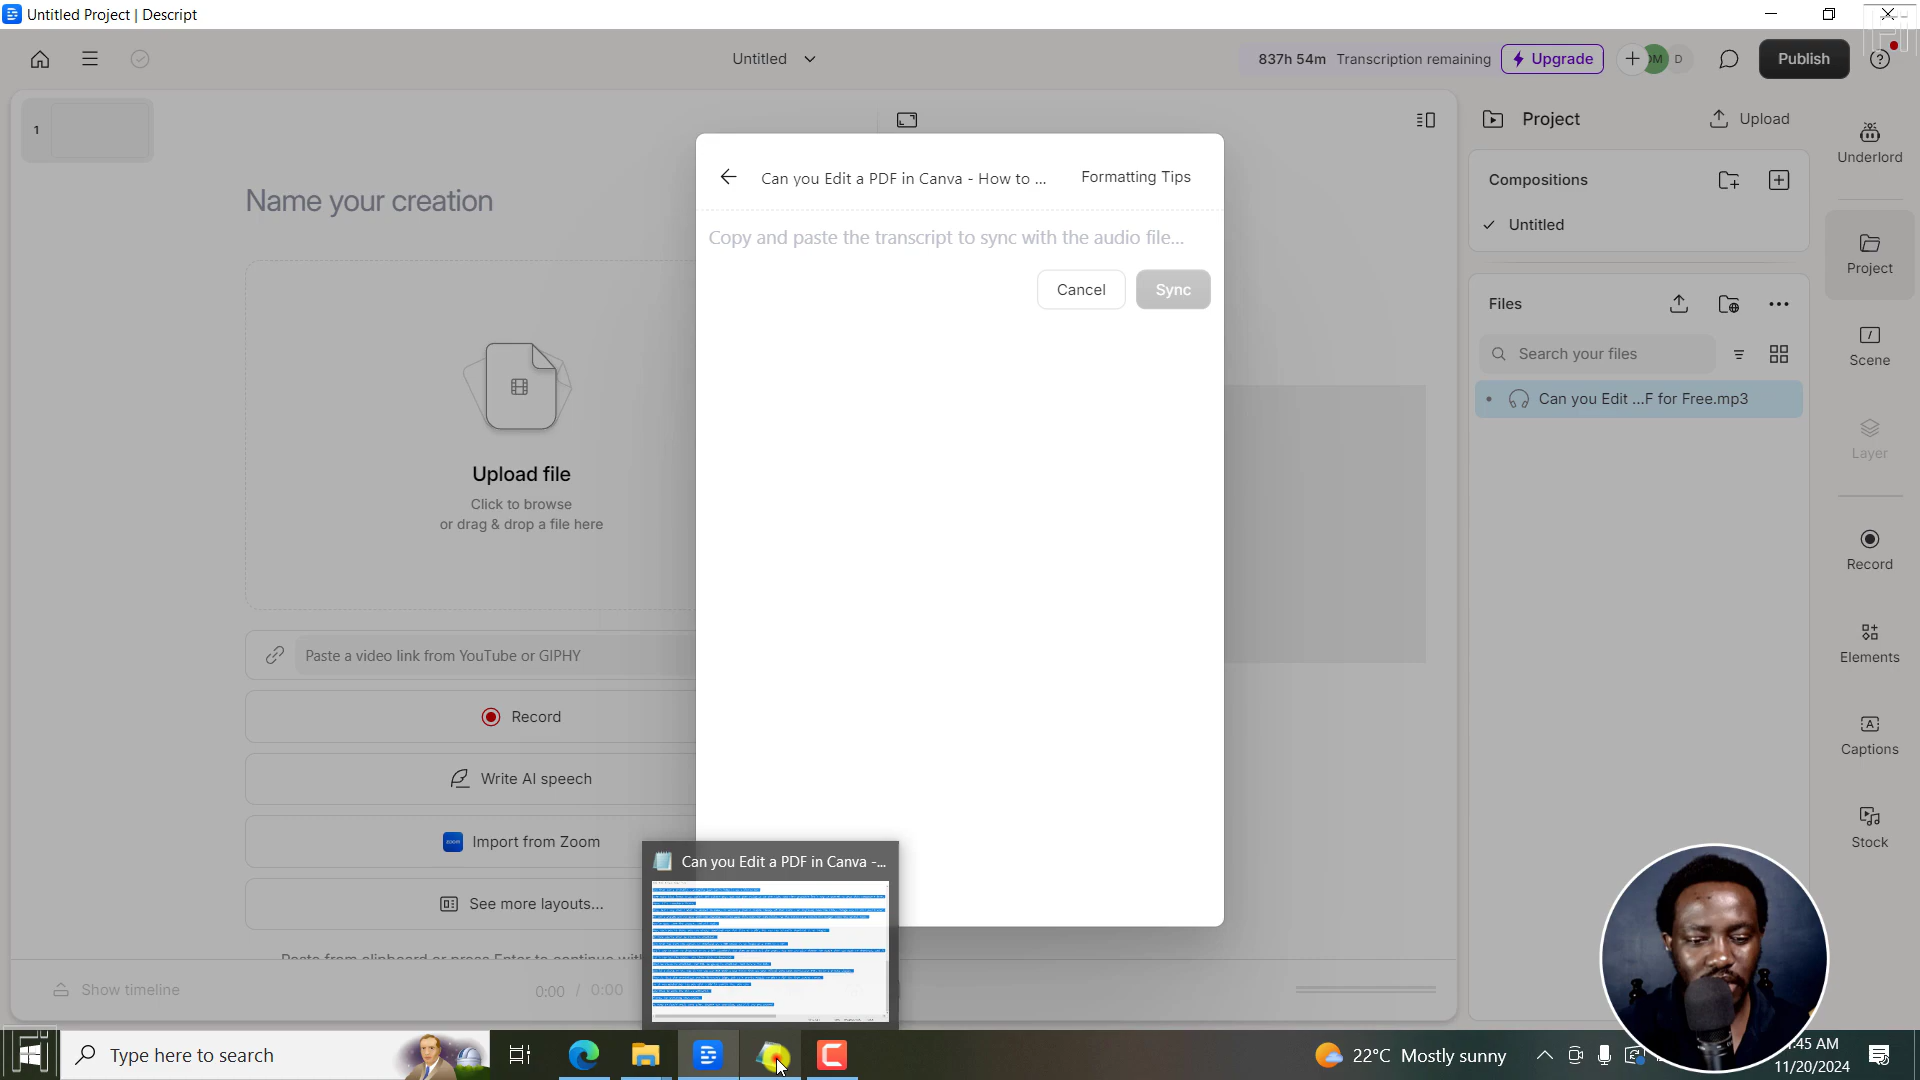 Untitled Project | Descript
Untitled
837h 54m Transcription remaining
Upgrade
DM
D
Publish
1
Name your creation
Upload file
Click to browse
or drag & drop a file here
Paste a video link from YouTube or GIPHY
Record
Write AI speech
zoom Import from Zoom
See more layouts...
Show timeline
0:00 / 0:00
Can you Edit a PDF in Canva - How to ...
Formatting Tips
Copy and paste the transcript to sync with the audio file...
Cancel
Sync
Project
Upload
Compositions
Untitled
Files
Search your files
Can you Edit ...F for Free.mp3
Underlord
Project
Scene
Layer
Record
Elements
Captions
Stock
Can you Edit a PDF in Canva -...
Type here to search
22°C Mostly sunny
:45 AM
11/20/2024